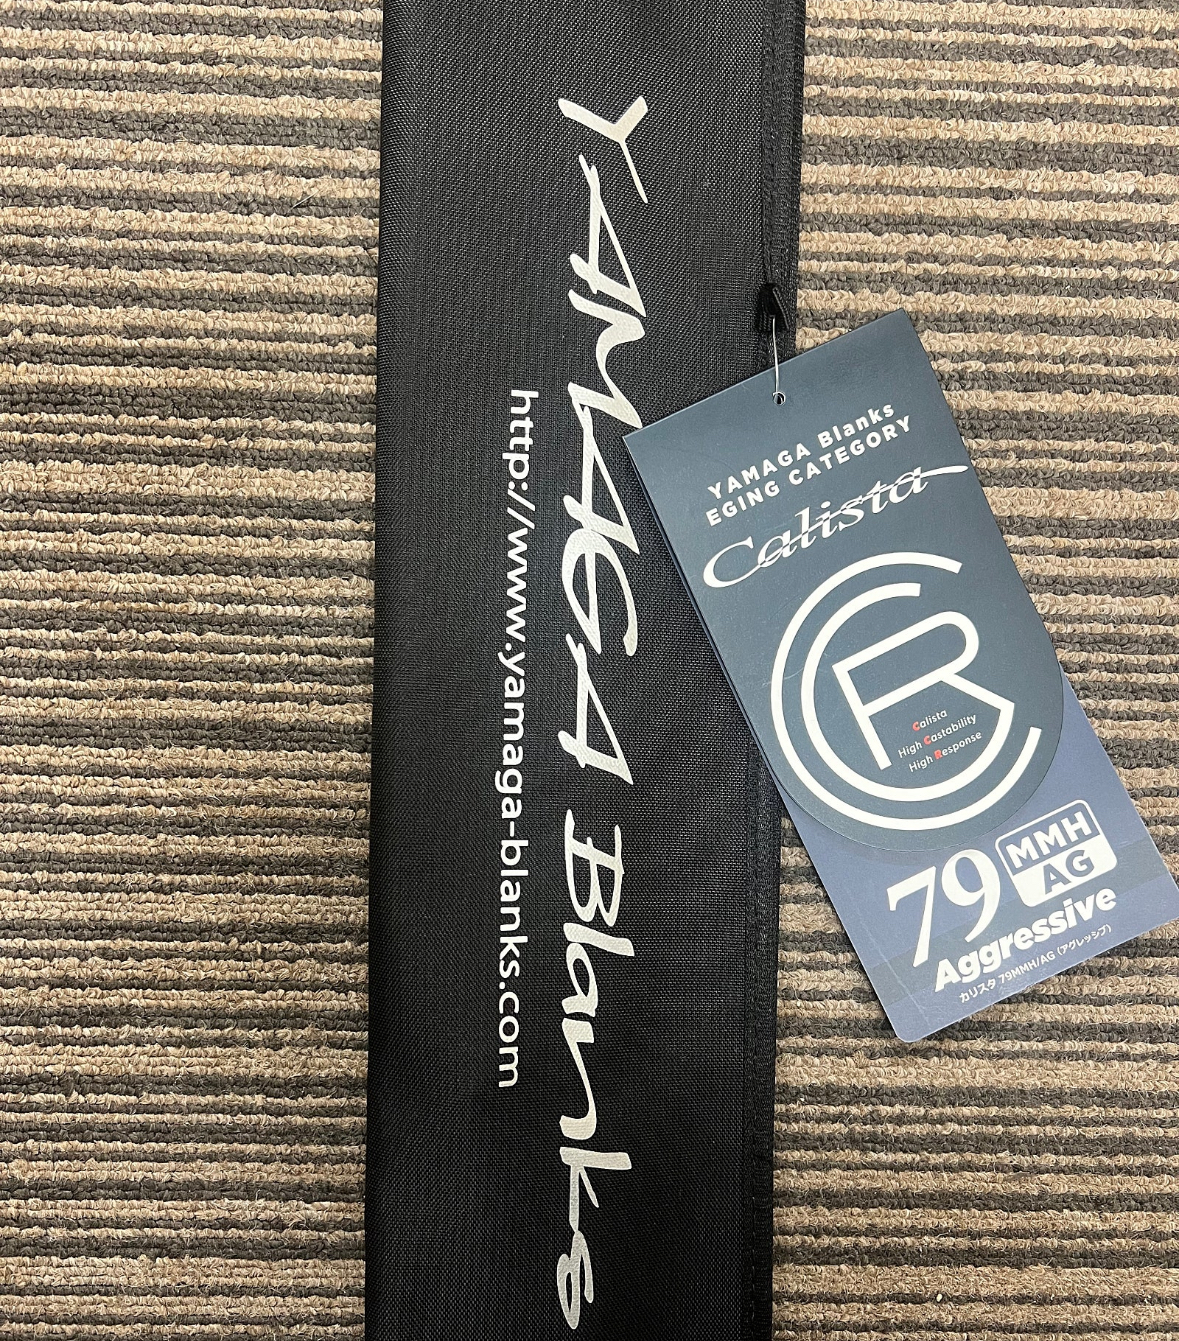 YAMAGA Blanks
http://www.yamaga-blanks.com
YAMAGA Blanks
EGING CATEGORY
Calista
CR
Calista
High Castability
High Response
79 MMH
AG
Aggressive
カリスタ 79MMH/AG (アグレッシブ)